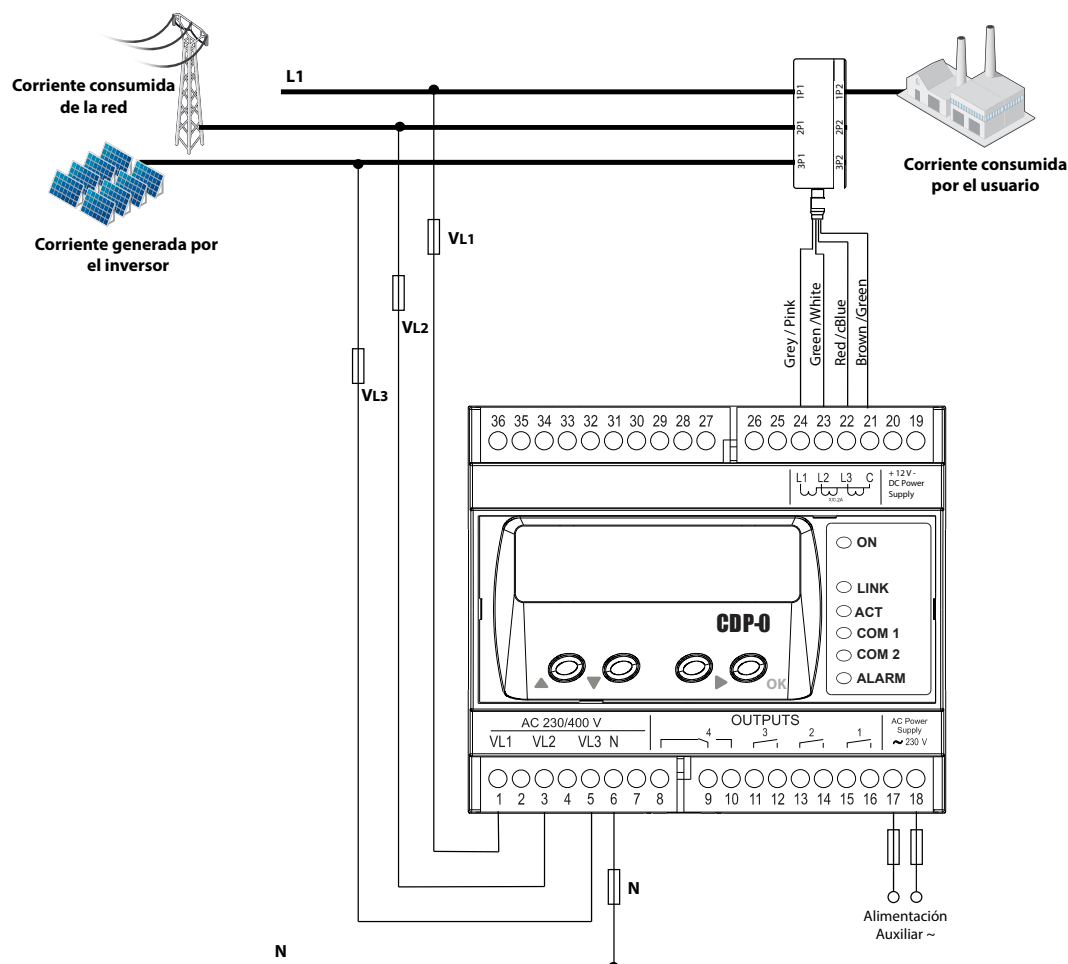 Corriente consumida
de la red
L1
1P1
1P2
2P1
2P2
3P1
3P2
Corriente consumida
por el usuario
Corriente generada por
el inversor
VL1
VL2
VL3
Grey / Pink
Green /White
Red /cBlue
Brown /Green
36 35 34 33 32 31 30 29 28 27 26 25 24 23 22 21 20 19
L1 L2 L3 C
X/0.2A
+ 12 V -
DC Power
Supply
ON
LINK
ACT
COM 1
COM 2
ALARM
CDP-0
OK
AC 230/400 V
VL1 VL2 VL3 N
OUTPUTS
4 3 2 1
AC Power
Supply
~ 230 V
1 2 3 4 5 6 7 8 9 10 11 12 13 14 15 16 17 18
N
Alimentación
Auxiliar ~
N